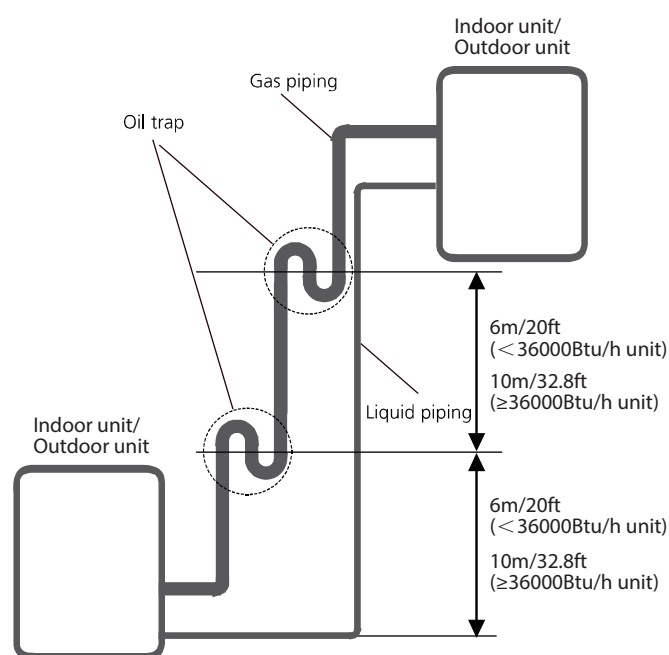 Indoor unit/
Outdoor unit
Gas piping
Oil trap
6m/20ft
(<36000Btu/h unit)
10m/32.8ft
(≥36000Btu/h unit)
Liquid piping
Indoor unit/
Outdoor unit
6m/20ft
(<36000Btu/h unit)
10m/32.8ft
(≥36000Btu/h unit)